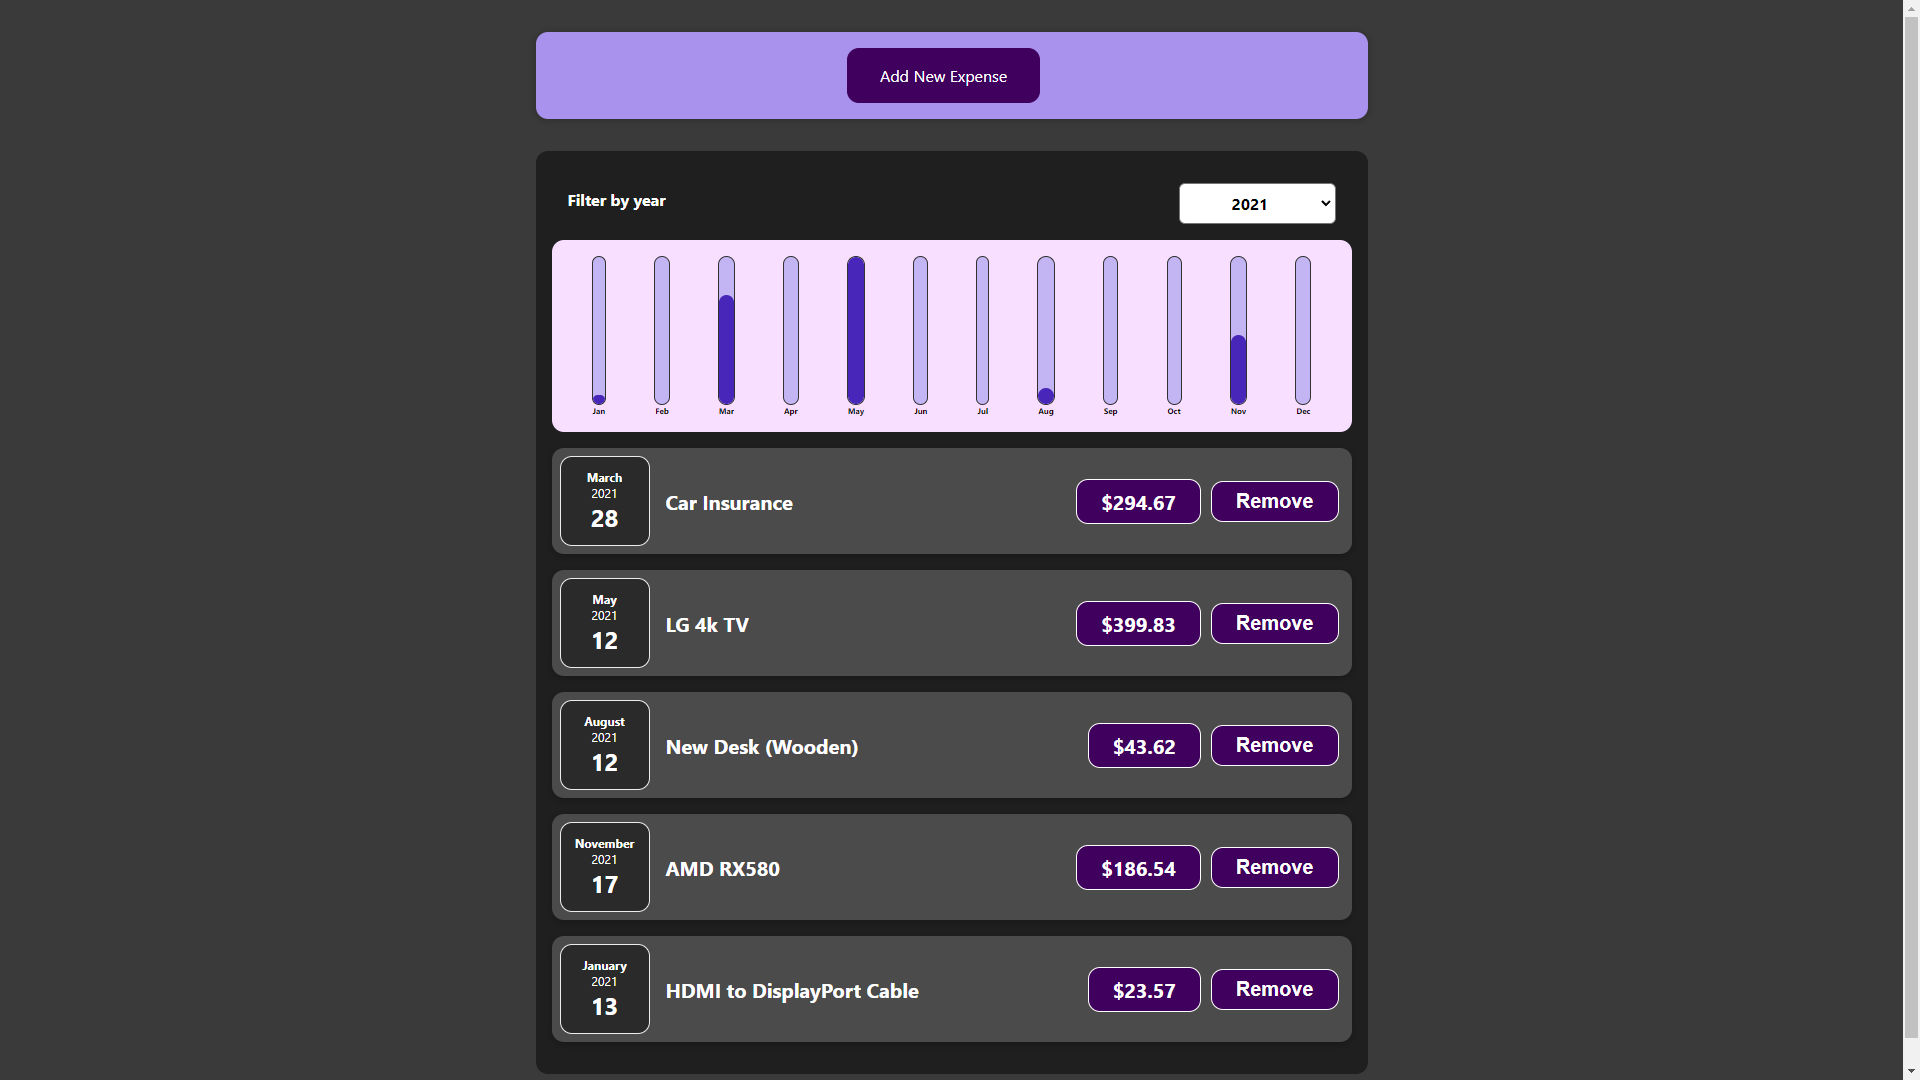 Add New Expense
Filter by year
2021
Jan Feb Mar Apr May Jun Jul Aug Sep Oct Nov Dec
March
2021
28
Car Insurance
$294.67
Remove
May
2021
12
LG 4k TV
$399.83
Remove
August
2021
12
New Desk (Wooden)
$43.62
Remove
November
2021
17
AMD RX580
$186.54
Remove
January
2021
13
HDMI to DisplayPort Cable
$23.57
Remove